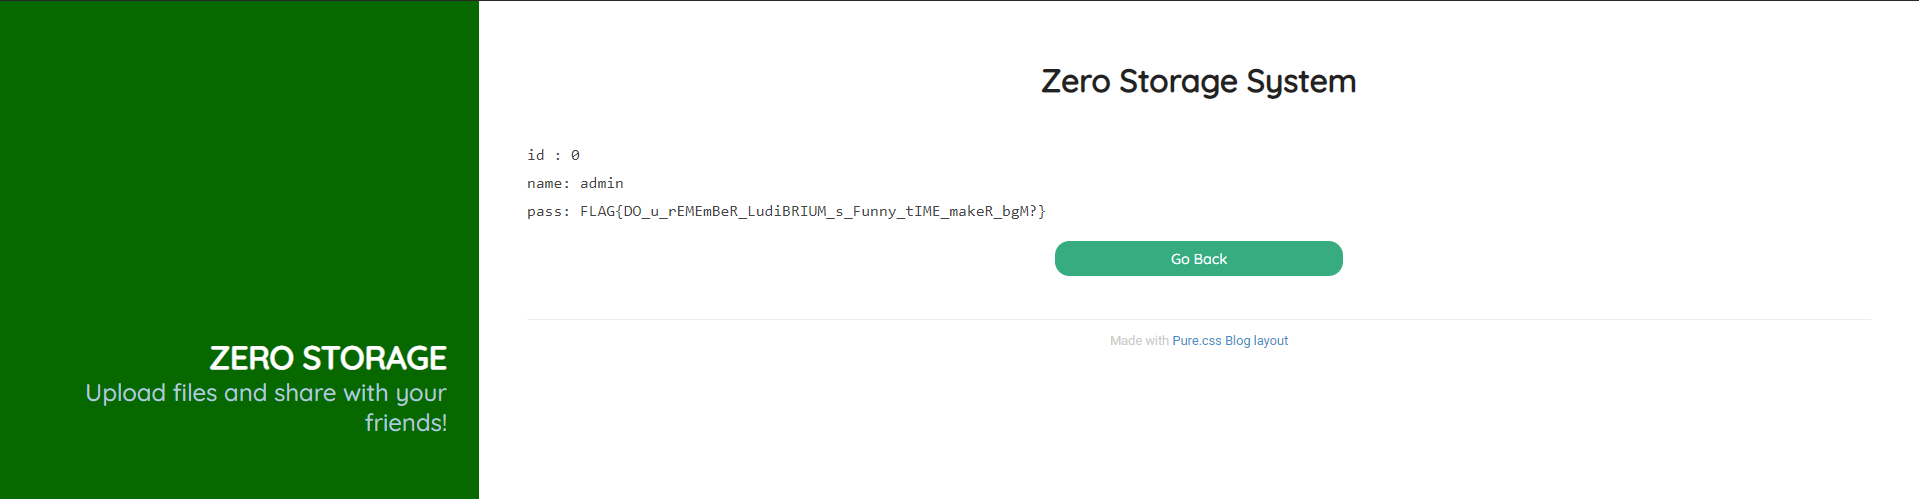 ZERO STORAGE
Upload files and share with your
friends!
Zero Storage System
id : 0
name: admin
pass: FLAG{DO_u_rEMEmBeR_LudiBRIUM_s_Funny_tIME_makeR_bgM?}
Go Back
Made with Pure.css Blog layout